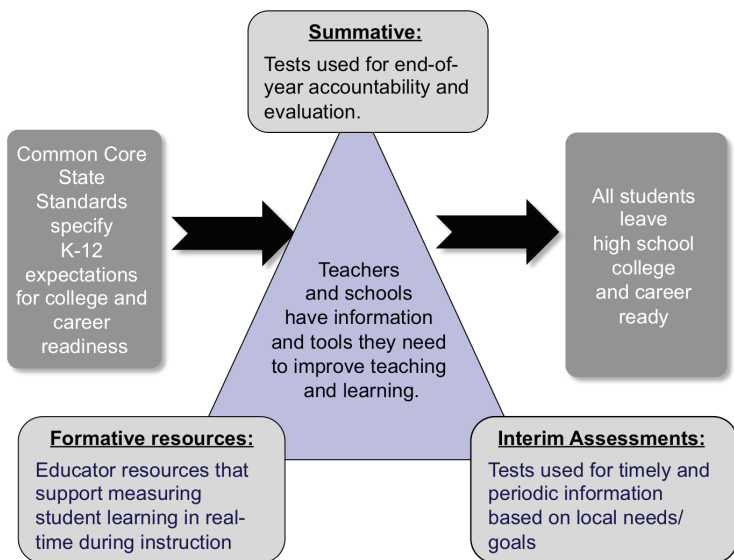 Summative:
Tests used for end-of-
year accountability and
evaluation.
Common Core
State
Standards
specify
K-12
expectations
for college and
career
readiness
Teachers
and schools
have information
and tools they need
to improve teaching
and learning.
All students
leave
high school
college
and career
ready
Formative resources:
Educator resources that
support measuring
student learning in real-
time during instruction
Interim Assessments:
Tests used for timely and
periodic information
based on local needs/
goals